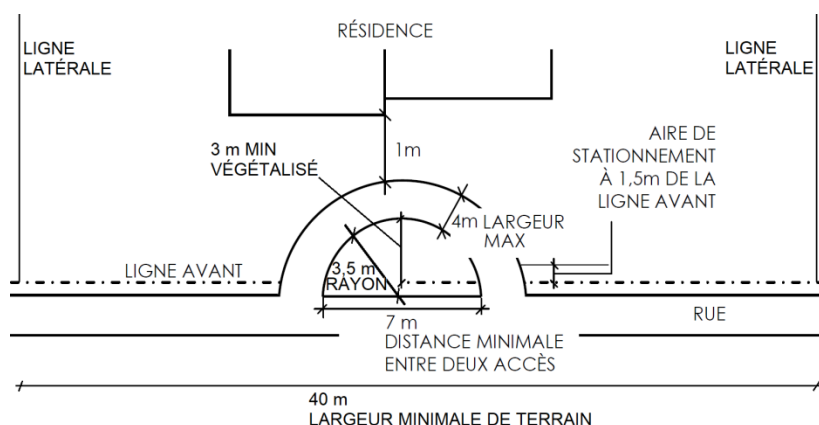 RÉSIDENCE
LIGNE
LATÉRALE
LIGNE
LATÉRALE
3 m MIN
VÉGÉTALISÉ
1m
AIRE DE
STATIONNEMENT
À 1,5m DE LA
LIGNE AVANT
4m LARGEUR
MAX
LIGNE AVANT
3,5 m
RAYON
7 m
DISTANCE MINIMALE
ENTRE DEUX ACCÈS
RUE
40 m
LARGEUR MINIMALE DE TERRAIN